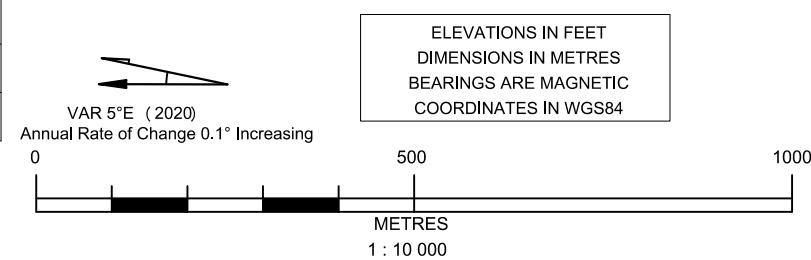 ELEVATIONS IN FEET
DIMENSIONS IN METRES
BEARINGS ARE MAGNETIC
COORDINATES IN WGS84
VAR 5°E (2020)
Annual Rate of Change 0.1° Increasing
0 500 1000
METRES
1 : 10 000